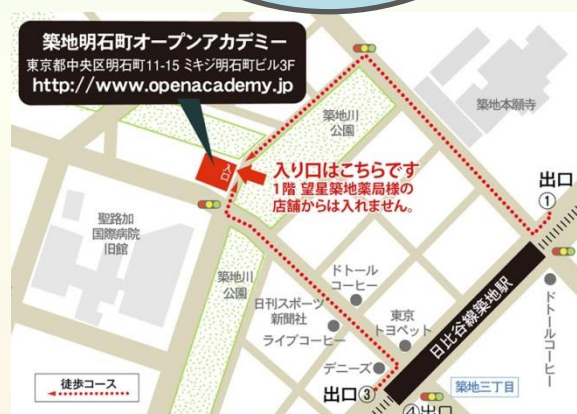 築地明石町オープンアカデミー
東京都中央区明石町11-15 ミキジ明石町ビル3F
http://www.openacademy.jp
築地川
公園
築地本願寺
入口
入り口はこちらです
1階 望星築地薬局様の
店舗からは入れません。
出口
①
聖路加
国際病院
旧館
築地川
公園
ドトール
コーヒー
日刊スポーツ
新聞社
ライブコーヒー
東京
トヨペット
日比谷線築地駅
ドトールコーヒー
デニーズ
出口③
築地三丁目
④出口
徒歩コース